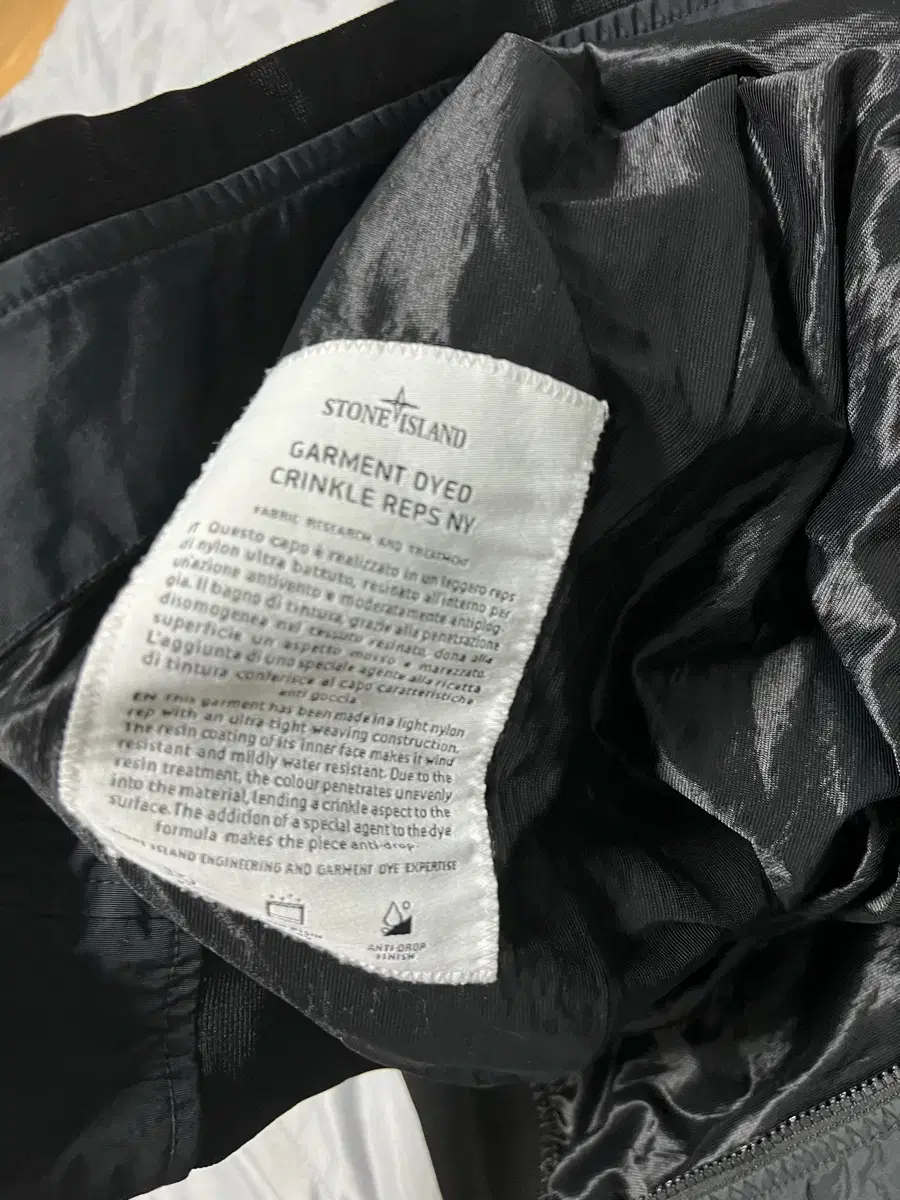 STONE ISLAND
GARMENT DYED
CRINKLE REPS NY
FABRIC RESEARCH AND TREATMENT
IT Questo capo è realizzato in un leggero reps
di nylon ultra battuto, resinato all'interno per
un'azione antivento e moderatamente antipiog-
gia. Il bagno di tintura, grazie alla penetrazione
disomogenea nel tessuto resinato, dona alla
superficie un aspetto mosso e marezzato.
L'aggiunta di uno speciale agente alla ricetta
di tintura conferisce al capo caratteristiche
anti goccia.
EN This garment has been made in a light nylon
rep with an ultra tight weaving construction.
The resin coating of its inner face makes it wind
resistant and mildly water resistant. Due to the
resin treatment, the colour penetrates unevenly
into the material, lending a crinkle aspect to the
surface. The addition of a special agent to the dye
formula makes the piece anti-drop.
ISLAND ENGINEERING AND GARMENT DYE EXPERTISE
ANTI-DROP
FINISH